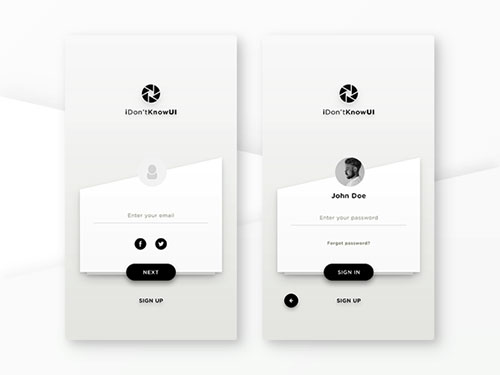 iDon'tKnowUI
Enter your email
NEXT
SIGN UP
iDon'tKnowUI
John Doe
Enter your password
Forgot password?
SIGN IN
SIGN UP